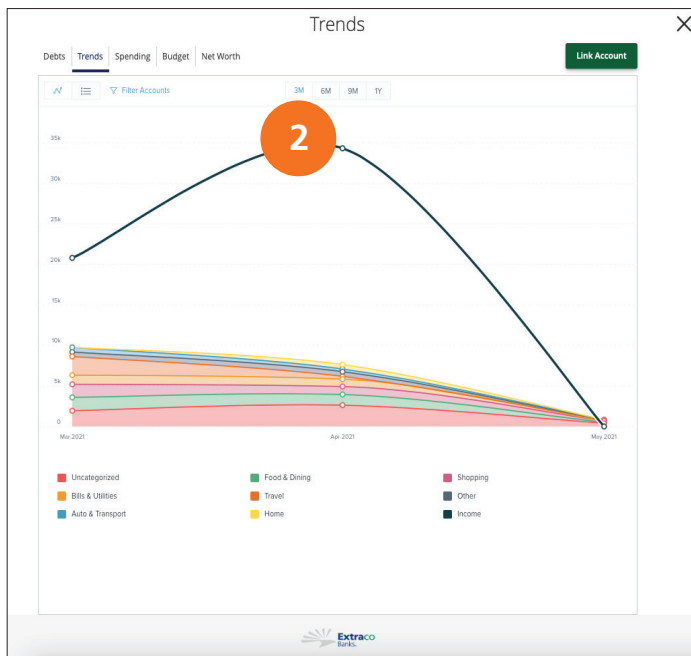 Trends
Debts Trends Spending Budget Net Worth
Link Account
Filter Accounts 3M 6M 9M 1Y
2
35k
30k
25k
20k
15k
10k
5k
0
Mar 2021 Apr 2021 May 2021
Uncategorized Food & Dining Shopping
Bills & Utilities Travel Other
Auto & Transport Home Income
Extraco
Banks.